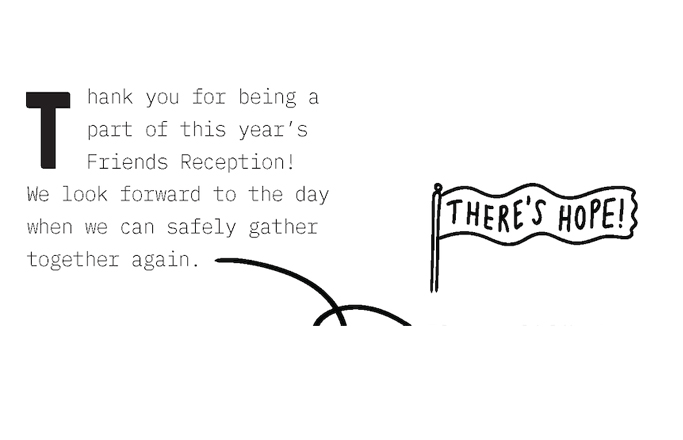 Thank you for being a
part of this year's
Friends Reception!
We look forward to the day
when we can safely gather
together again.
THERE'S HOPE!